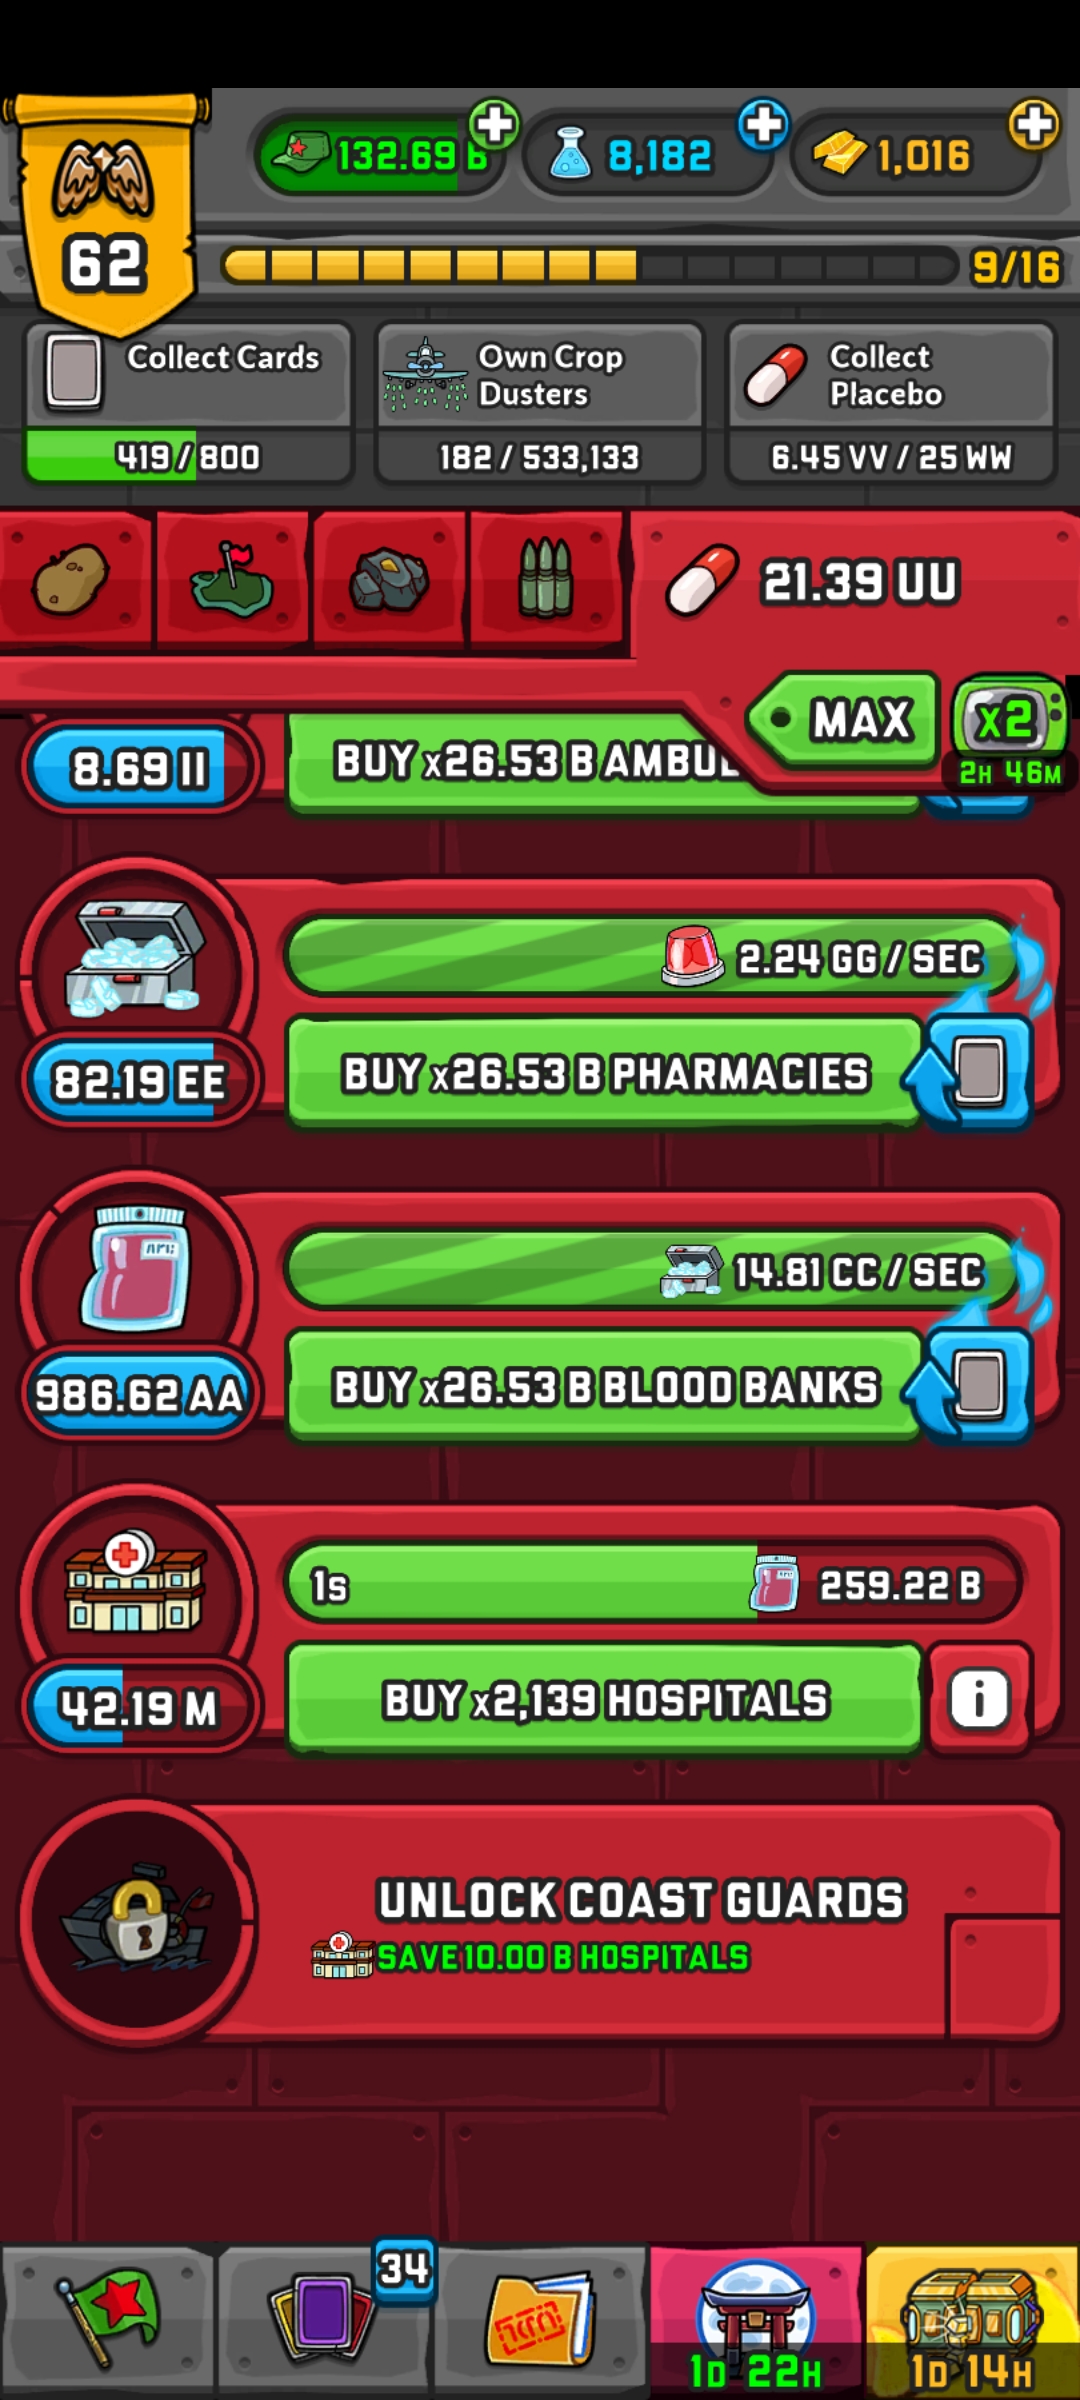 132.69 B
8,182
1,016
62
9/16
Collect Cards
419 / 800
Own Crop
Dusters
182 / 533,133
Collect
Placebo
6.45 VV / 25 WW
21.39 UU
MAX
x2
2H 46M
8.69 II
BUY x26.53 B AMBUL
2.24 GG / SEC
82.19 EE
BUY x26.53 B PHARMACIES
14.81 CC / SEC
986.62 AA
BUY x26.53 B BLOOD BANKS
1s
259.22 B
42.19 M
BUY x2,139 HOSPITALS
i
UNLOCK COAST GUARDS
SAVE 10.00 B HOSPITALS
34
1D 22H
1D 14H